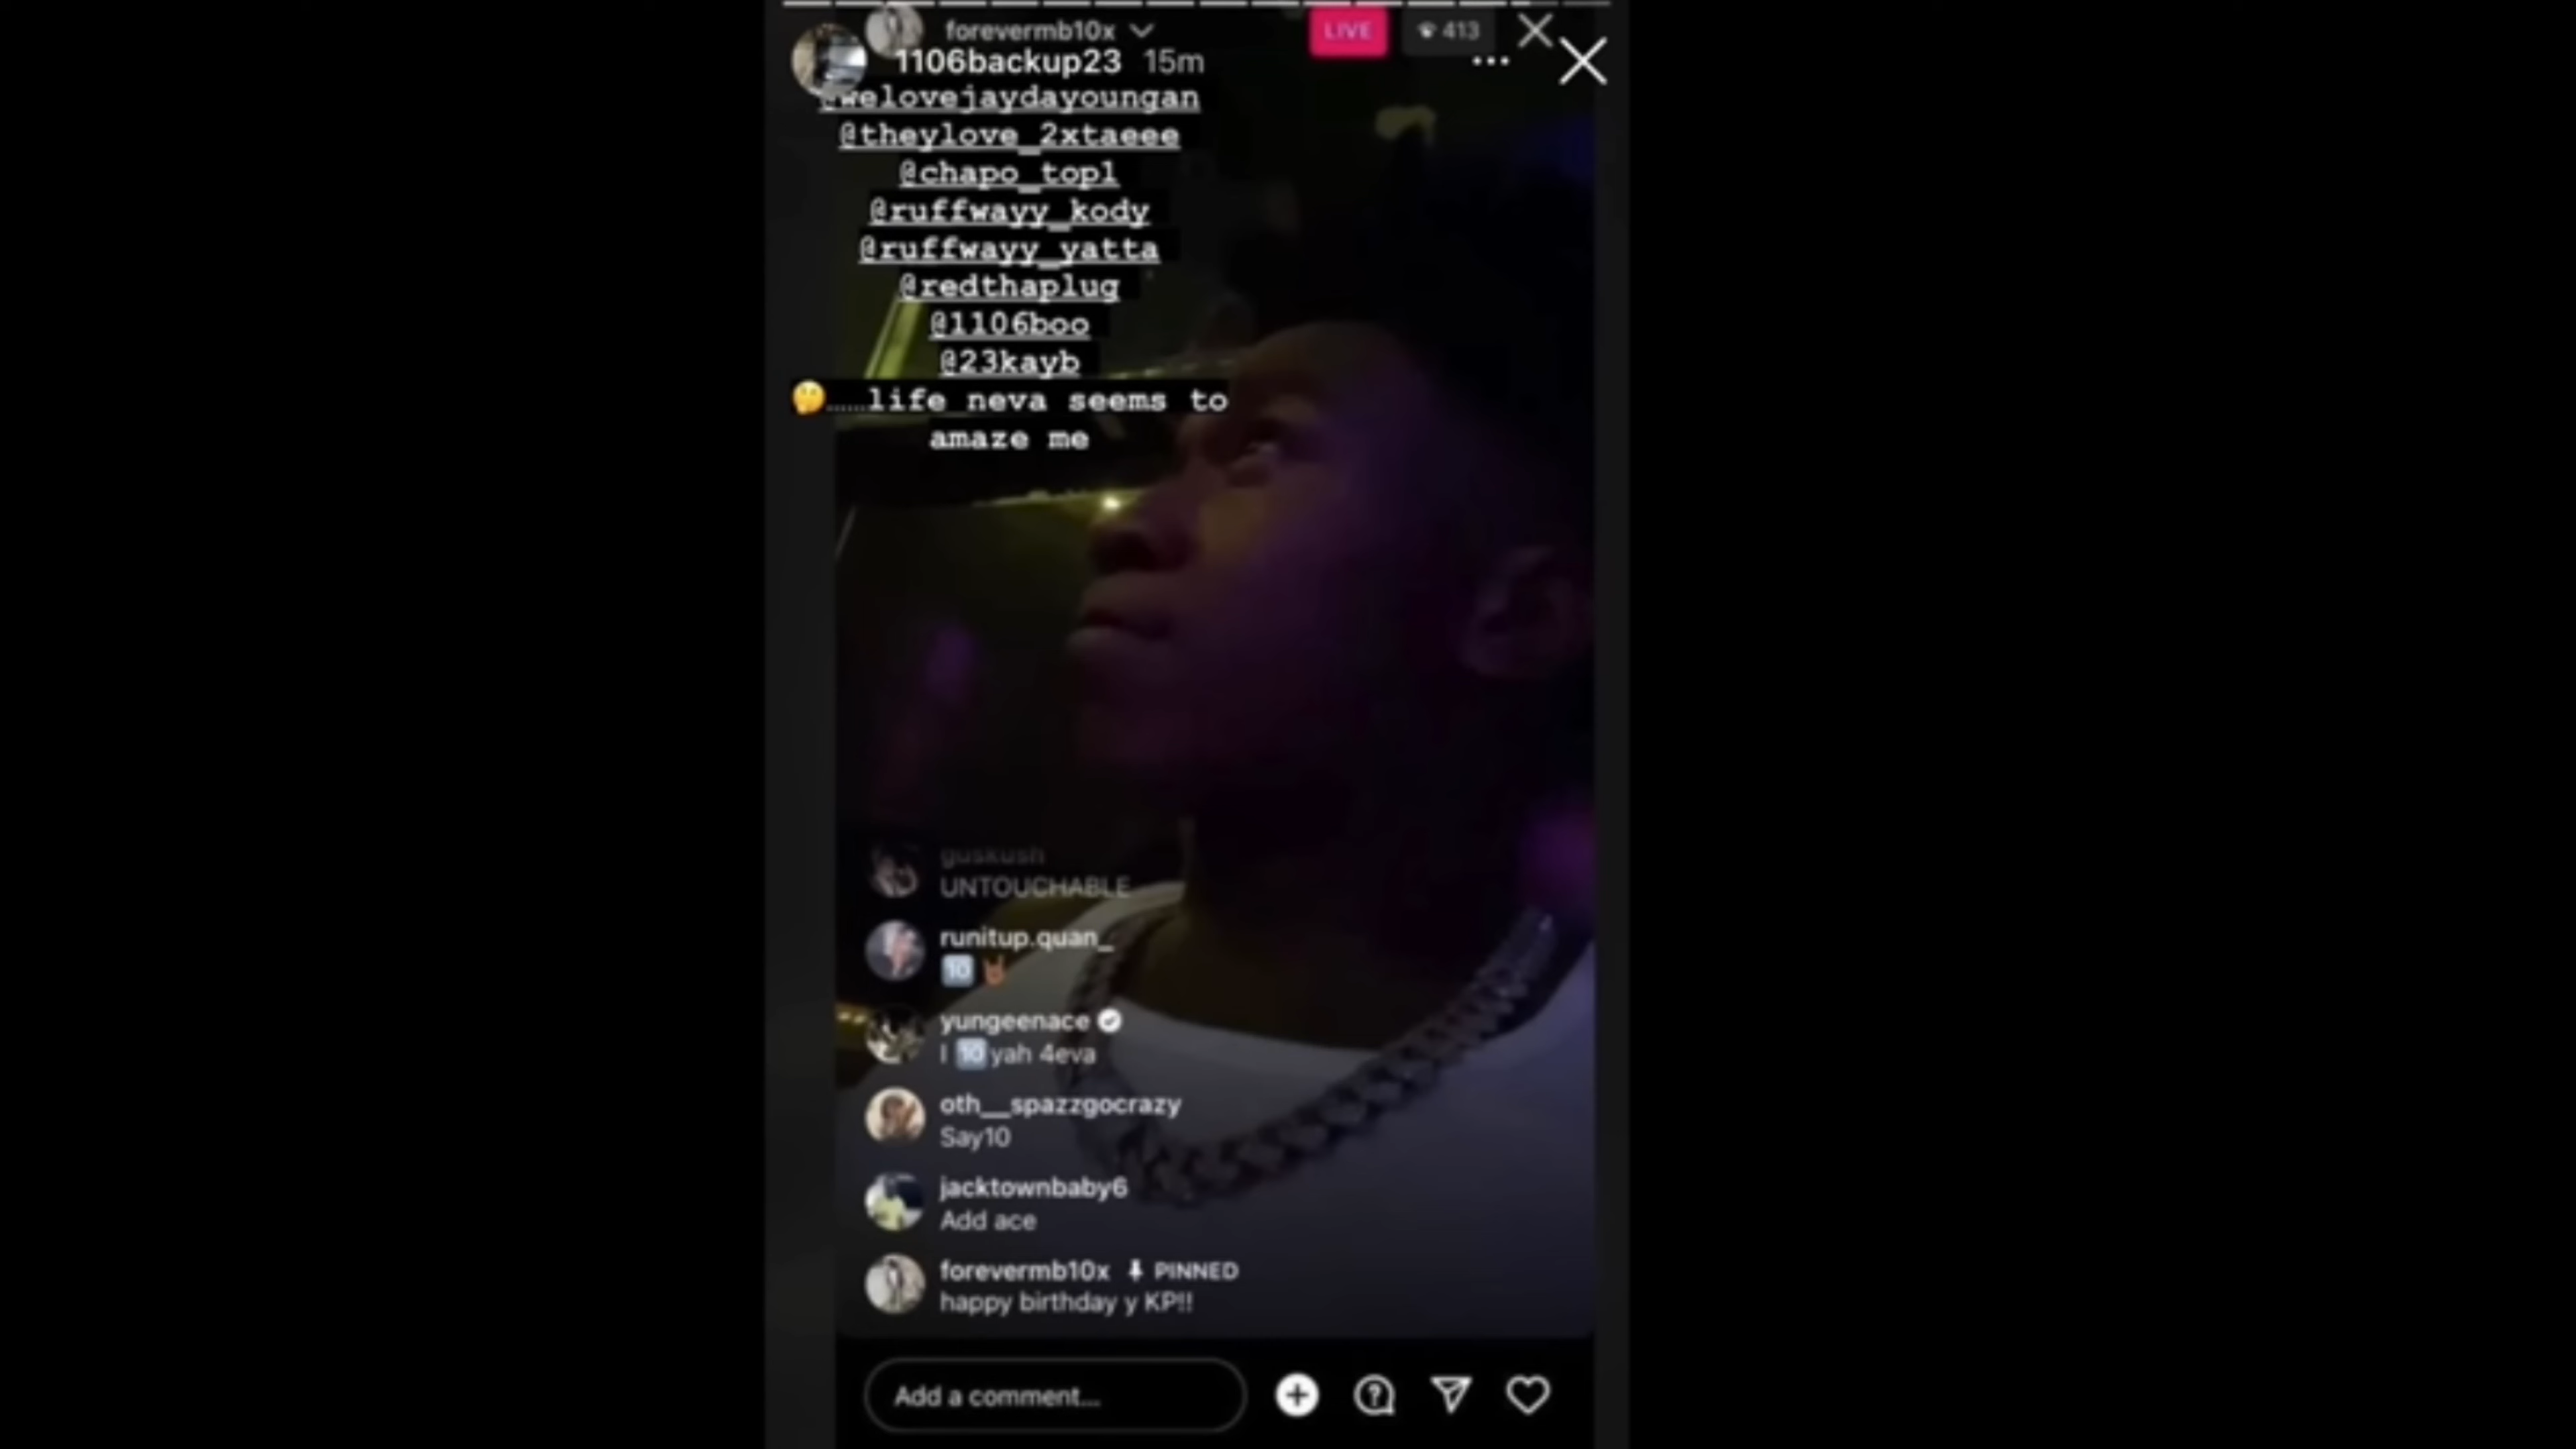 forevermb10x
LIVE
413
1106backup23 15m
@welovejaydayoungan
@theylove_2xtaeee
@chapo_top1
@ruffwayy_kody
@ruffwayy_yatta
@redthaplug
@1106boo
@23kayb
🤔......life neva seems to
amaze me
guskush
UNTOUCHABLE
runitup.quan_
🔟🤘🏾
yungeenace
I 🔟yah 4eva
oth__spazzgocrazy
Say10
jacktownbaby6
Add ace
forevermb10x PINNED
happy birthday y KP!!
Add a comment...